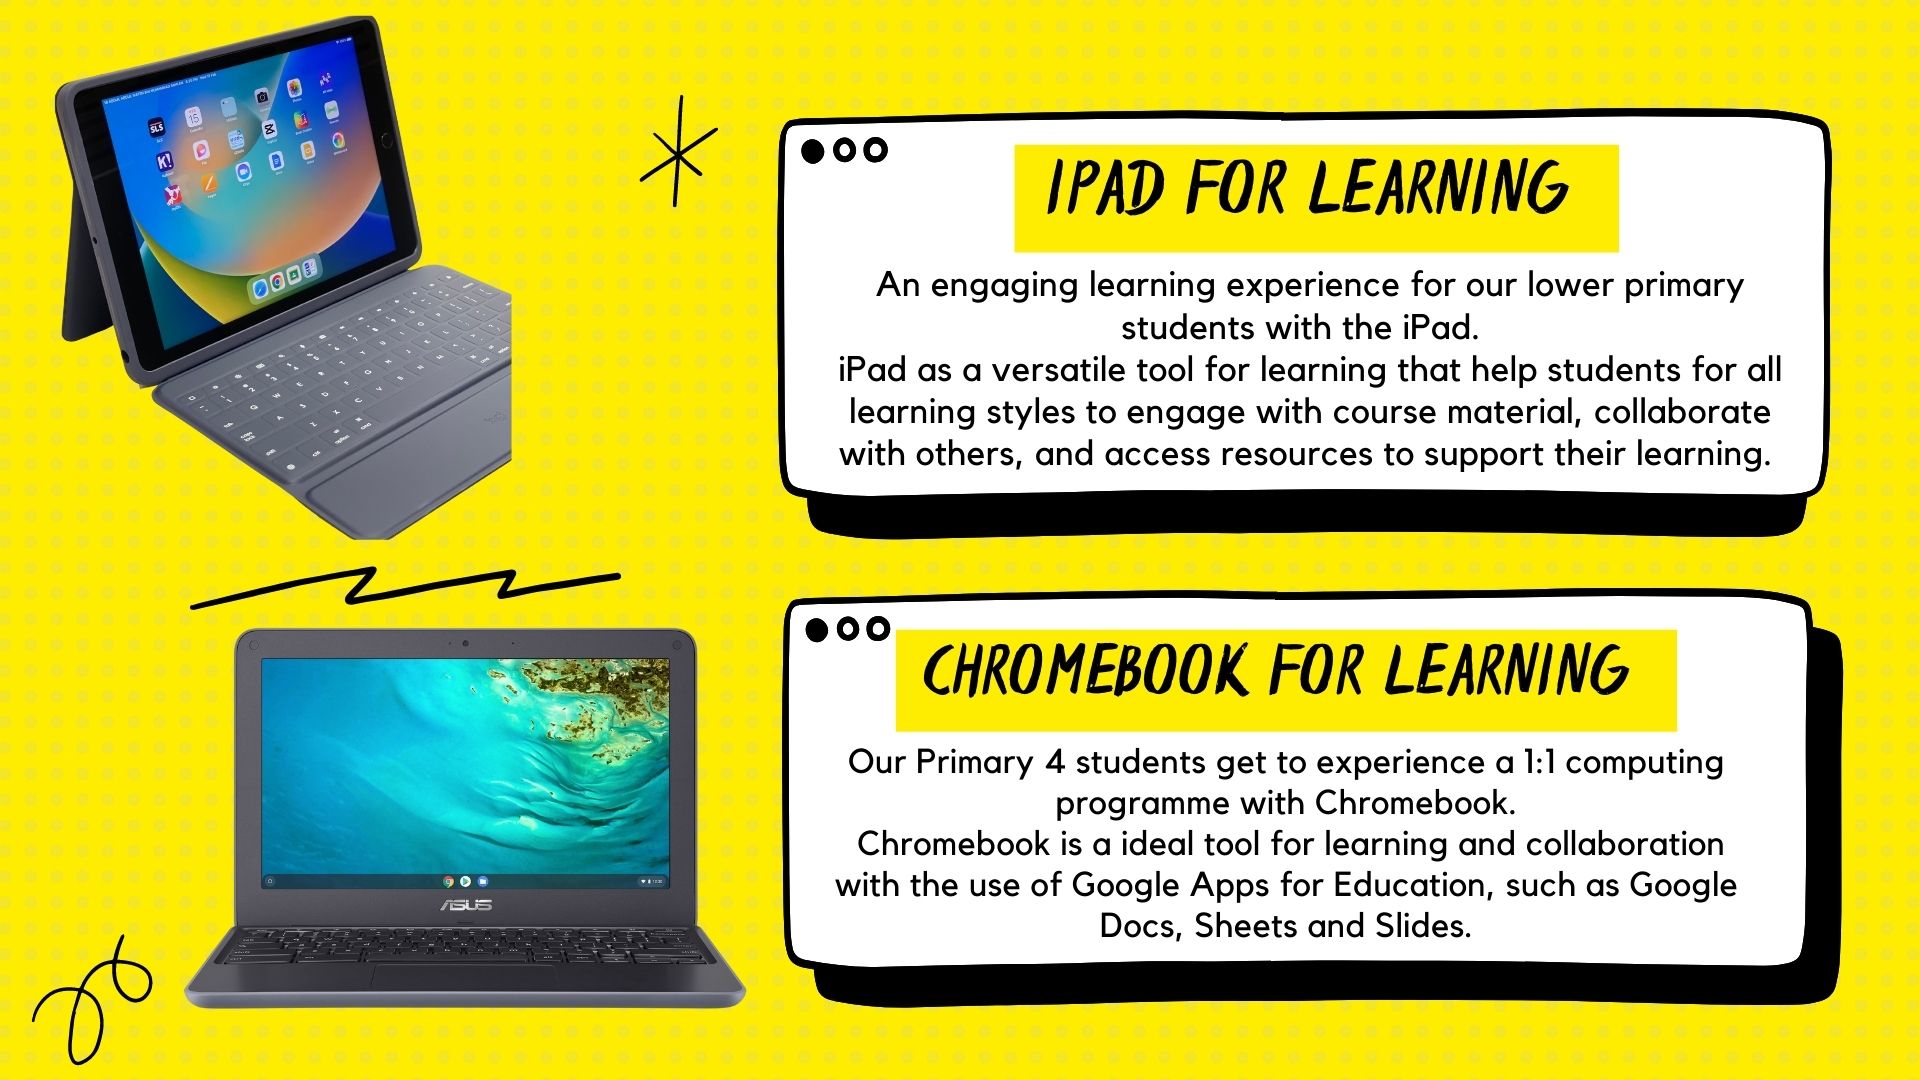 IPAD FOR LEARNING
An engaging learning experience for our lower primary
students with the iPad.
iPad as a versatile tool for learning that help students for all
learning styles to engage with course material, collaborate
with others, and access resources to support their learning.
ASUS
CHROMEBOOK FOR LEARNING
Our Primary 4 students get to experience a 1:1 computing
programme with Chromebook.
Chromebook is a ideal tool for learning and collaboration
with the use of Google Apps for Education, such as Google
Docs, Sheets and Slides.